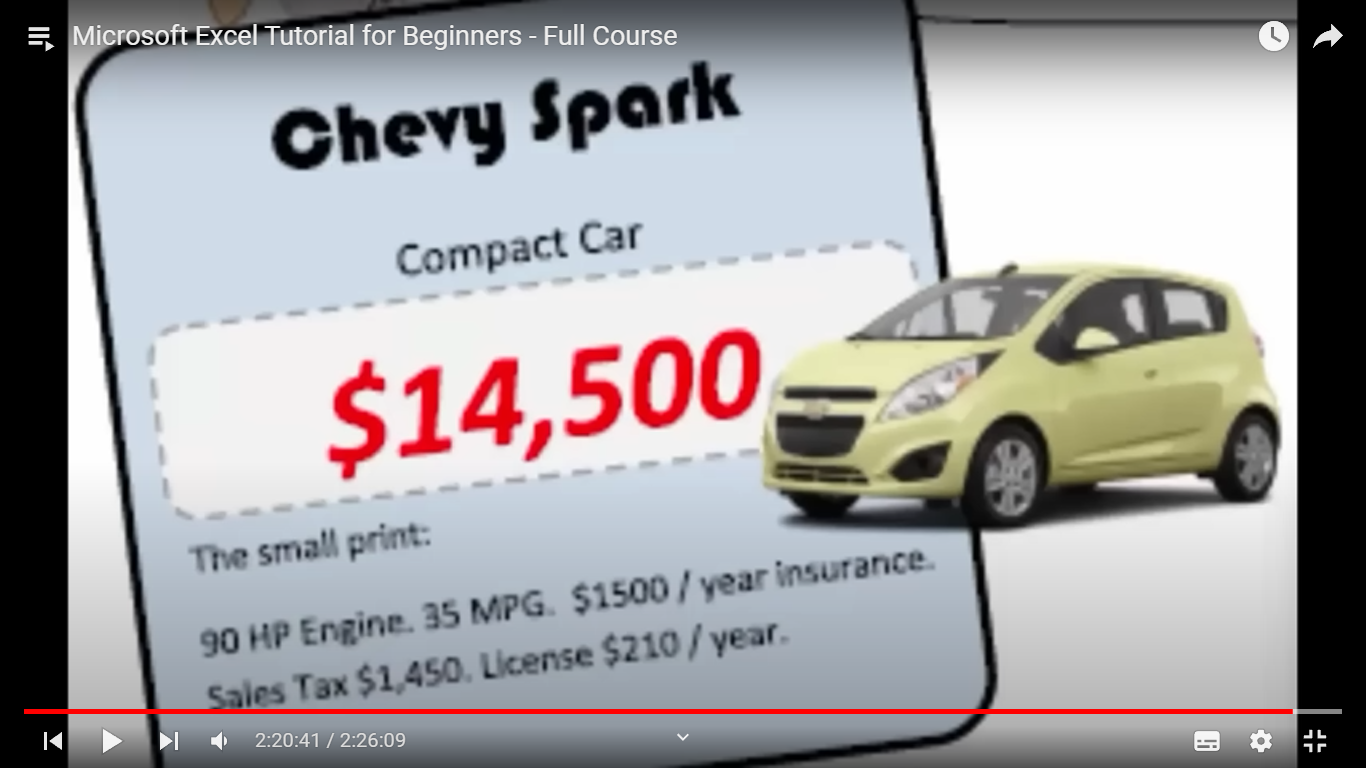 Microsoft Excel Tutorial for Beginners - Full Course
Chevy Spark
Compact Car
$14,500
The small print:
90 HP Engine. 35 MPG. $1500 / year insurance.
Sales Tax $1,450. License $210 / year.
2:20:41 / 2:26:09